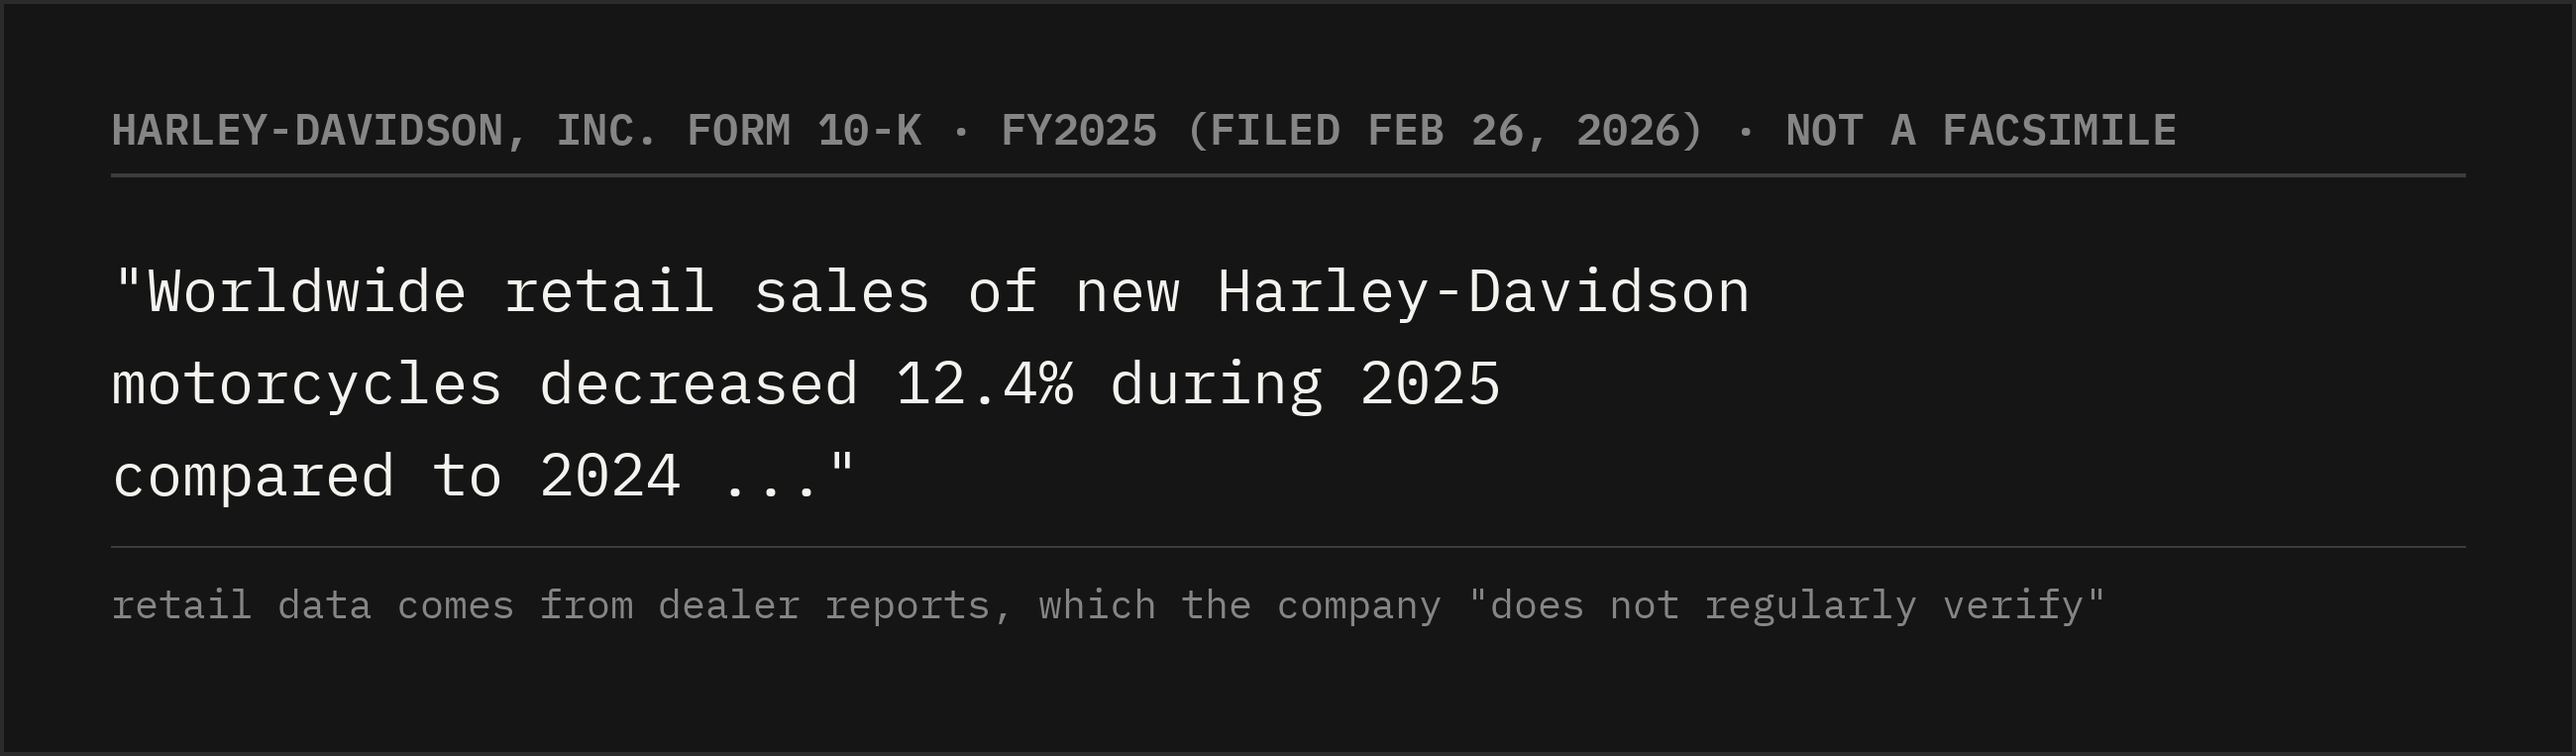 HARLEY-DAVIDSON, INC. FORM 10-K · FY2025 (FILED FEB 26, 2026) · NOT A FACSIMILE
"Worldwide retail sales of new Harley-Davidson
motorcycles decreased 12.4% during 2025
compared to 2024 ..."
retail data comes from dealer reports, which the company "does not regularly verify"